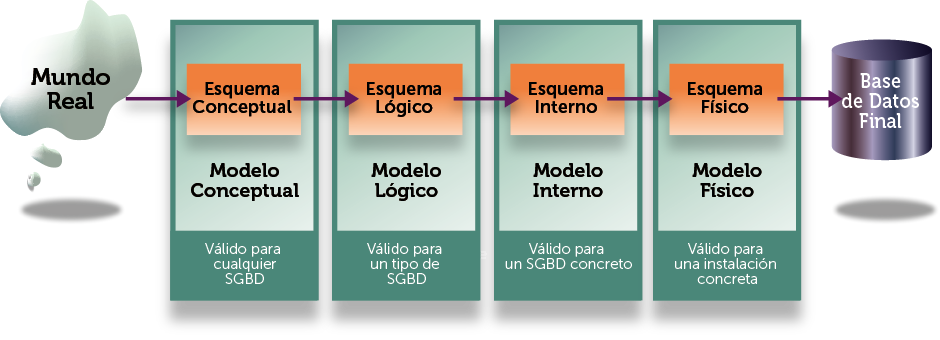 Mundo
Real
Esquema
Conceptual
Modelo
Conceptual
Válido para
cualquier
SGBD
Esquema
Lógico
Modelo
Lógico
Válido para
un tipo de
SGBD
Esquema
Interno
Modelo
Interno
Válido para
un SGBD concreto
Esquema
Físico
Modelo
Físico
Válido para
una instalación
concreta
Base
de Datos
Final